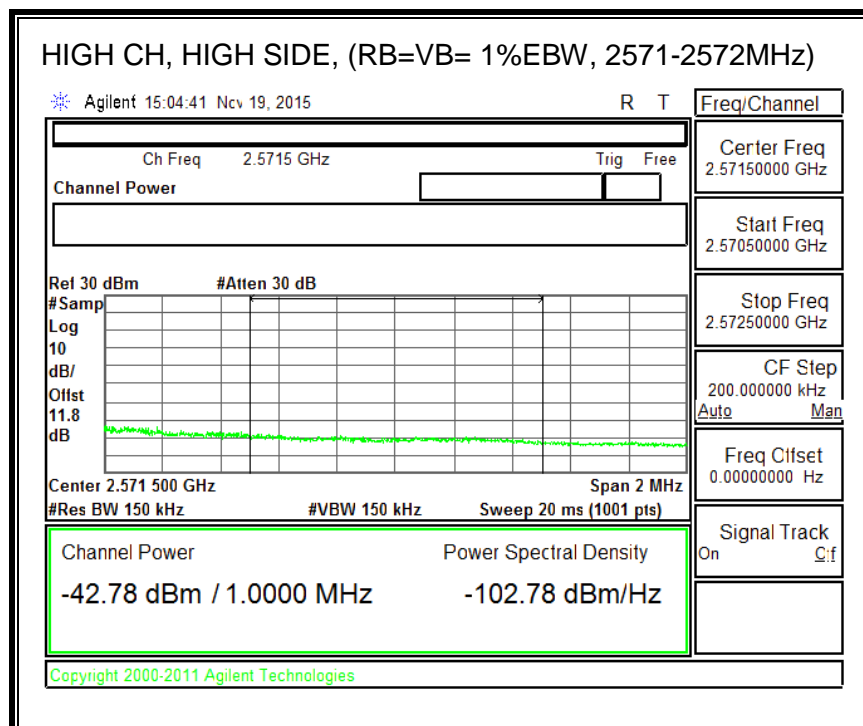 HIGH CH, HIGH SIDE, (RB=VB= 1%EBW, 2571-2572MHz)
Agilent 15:04:41 Nov 19, 2015 R T
Freq/Channel
Ch Freq 2.5715 GHz Trig Free
Channel Power
Center Freq
2.57150000 GHz
Start Freq
2.57050000 GHz
Stop Freq
2.57250000 GHz
CF Step
200.000000 kHz
Auto Man
Freq Offset
0.00000000 Hz
Signal Track
On Off
Ref 30 dBm #Atten 30 dB
#Samp
Log
10
dB/
Offst
11.8
dB
Center 2.571 500 GHz Span 2 MHz
#Res BW 150 kHz #VBW 150 kHz Sweep 20 ms (1001 pts)
Channel Power Power Spectral Density
-42.78 dBm / 1.0000 MHz -102.78 dBm/Hz
Copyright 2000-2011 Agilent Technologies